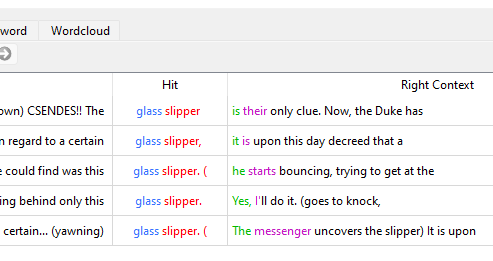 word Wordcloud
Hit Right Context
own) CSENDES!! The glass slipper is their only clue. Now, the Duke has
n regard to a certain glass slipper, it is upon this day decreed that a
e could find was this glass slipper. ( he starts bouncing, trying to get at the
ing behind only this glass slipper. Yes, I'll do it. (goes to knock,
certain... (yawning) glass slipper. ( The messenger uncovers the slipper) It is upon